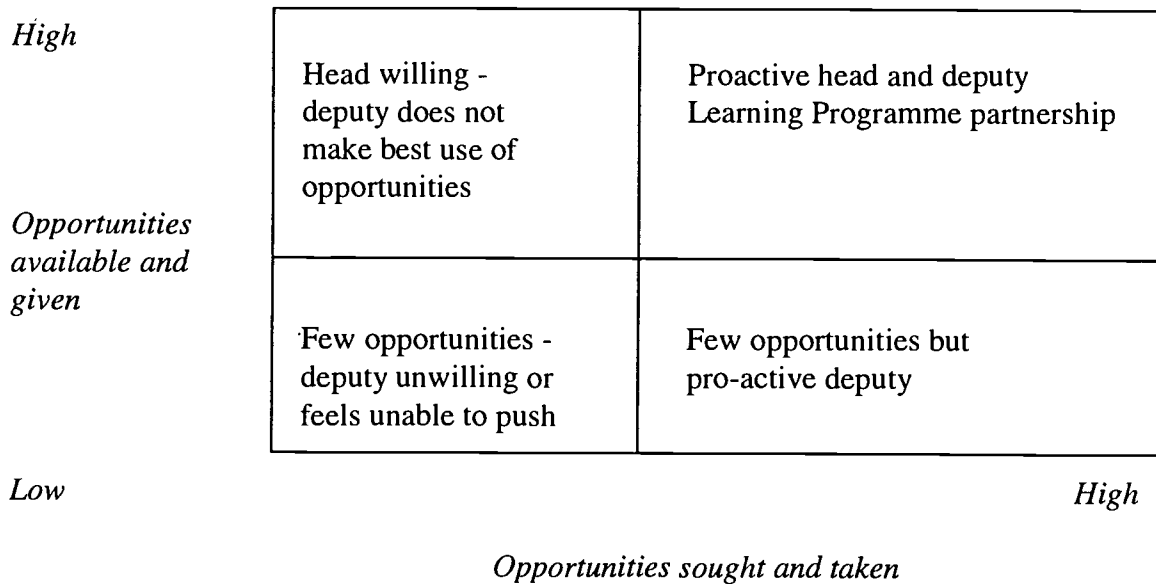 High
Head willing -
deputy does not
make best use of
opportunities
Proactive head and deputy
Learning Programme partnership
Opportunities
available and
given
Few opportunities -
deputy unwilling or
feels unable to push
Few opportunities but
pro-active deputy
Low
High
Opportunities sought and taken